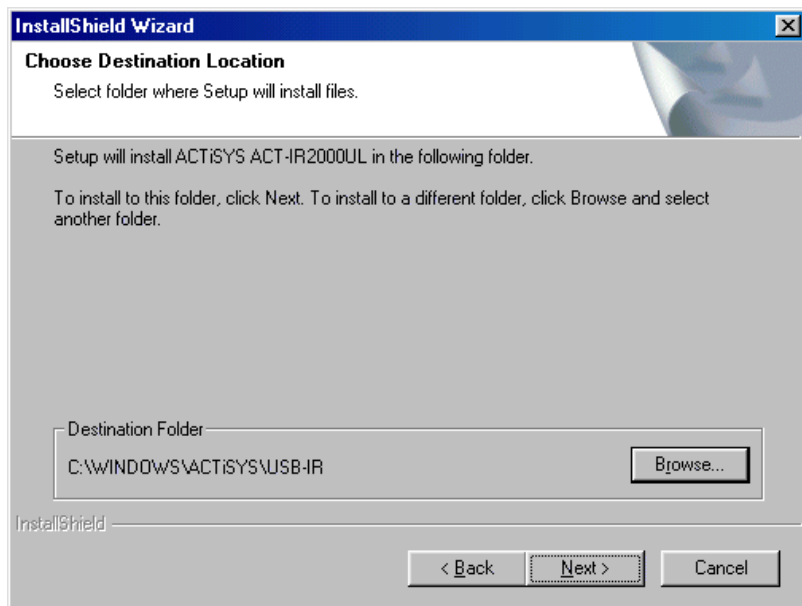 InstallShield Wizard
Choose Destination Location
Select folder where Setup will install files.
Setup will install ACTiSYS ACT-IR2000UL in the following folder.
To install to this folder, click Next. To install to a different folder, click Browse and select
another folder.
Destination Folder
C:\WINDOWS\ACTiSYS\USB-IR
Browse...
InstallShield
< Back
Next >
Cancel